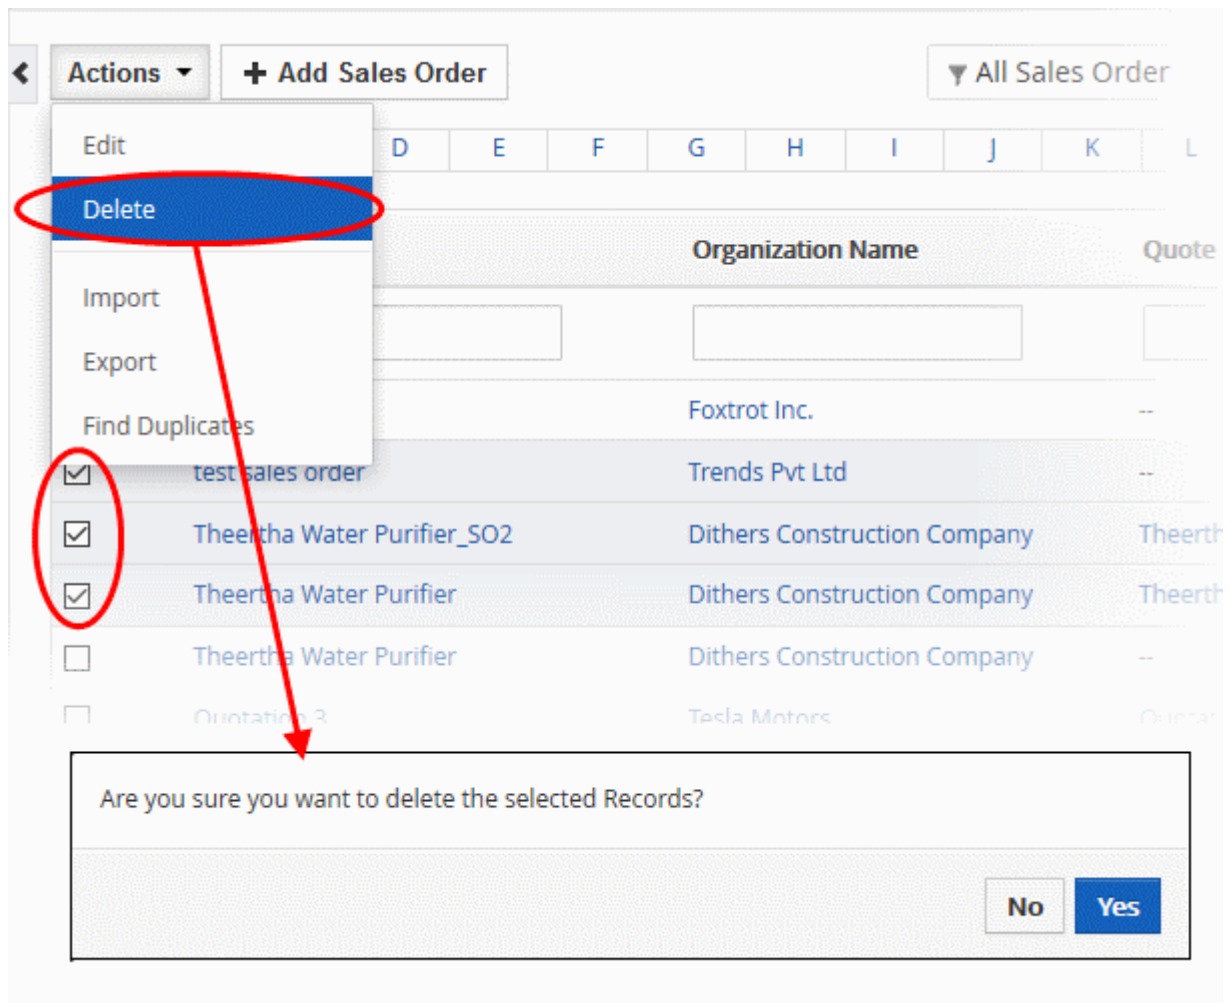 Actions + Add Sales Order All Sales Order
Edit D E F G H I J K L
Delete
Organization Name Quote
Import
Export
Foxtrot Inc. --
Find Duplicates
test sales order Trends Pvt Ltd --
Theertha Water Purifier_SO2 Dithers Construction Company Theerth
Theertha Water Purifier Dithers Construction Company Theerth
Theertha Water Purifier Dithers Construction Company --
Quotation 3 Tesla Motors
Are you sure you want to delete the selected Records?
No Yes